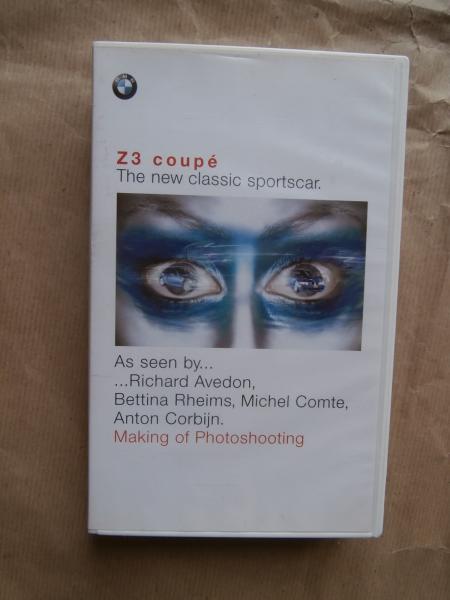 BMW
Z3 coupé
The new classic sportscar.
As seen by...
...Richard Avedon,
Bettina Rheims, Michel Comte,
Anton Corbijn.
Making of Photoshooting